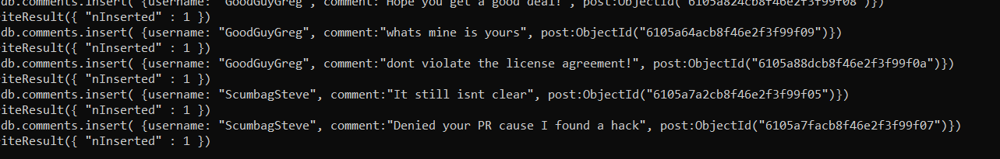 db.comments.insert( {username: "GoodGuyGreg", comment:"Hope you get a good deal!", post:ObjectId("6105a824cb8f46e2f3f99f08")})
iteResult({ "nInserted" : 1 })
db.comments.insert( {username: "GoodGuyGreg", comment:"whats mine is yours", post:ObjectId("6105a64acb8f46e2f3f99f09")})
iteResult({ "nInserted" : 1 })
db.comments.insert( {username: "GoodGuyGreg", comment:"dont violate the license agreement!", post:ObjectId("6105a88dcb8f46e2f3f99f0a")})
iteResult({ "nInserted" : 1 })
db.comments.insert( {username: "ScumbagSteve", comment:"It still isnt clear", post:ObjectId("6105a7a2cb8f46e2f3f99f05")})
iteResult({ "nInserted" : 1 })
db.comments.insert( {username: "ScumbagSteve", comment:"Denied your PR cause I found a hack", post:ObjectId("6105a7facb8f46e2f3f99f07")})
iteResult({ "nInserted" : 1 })